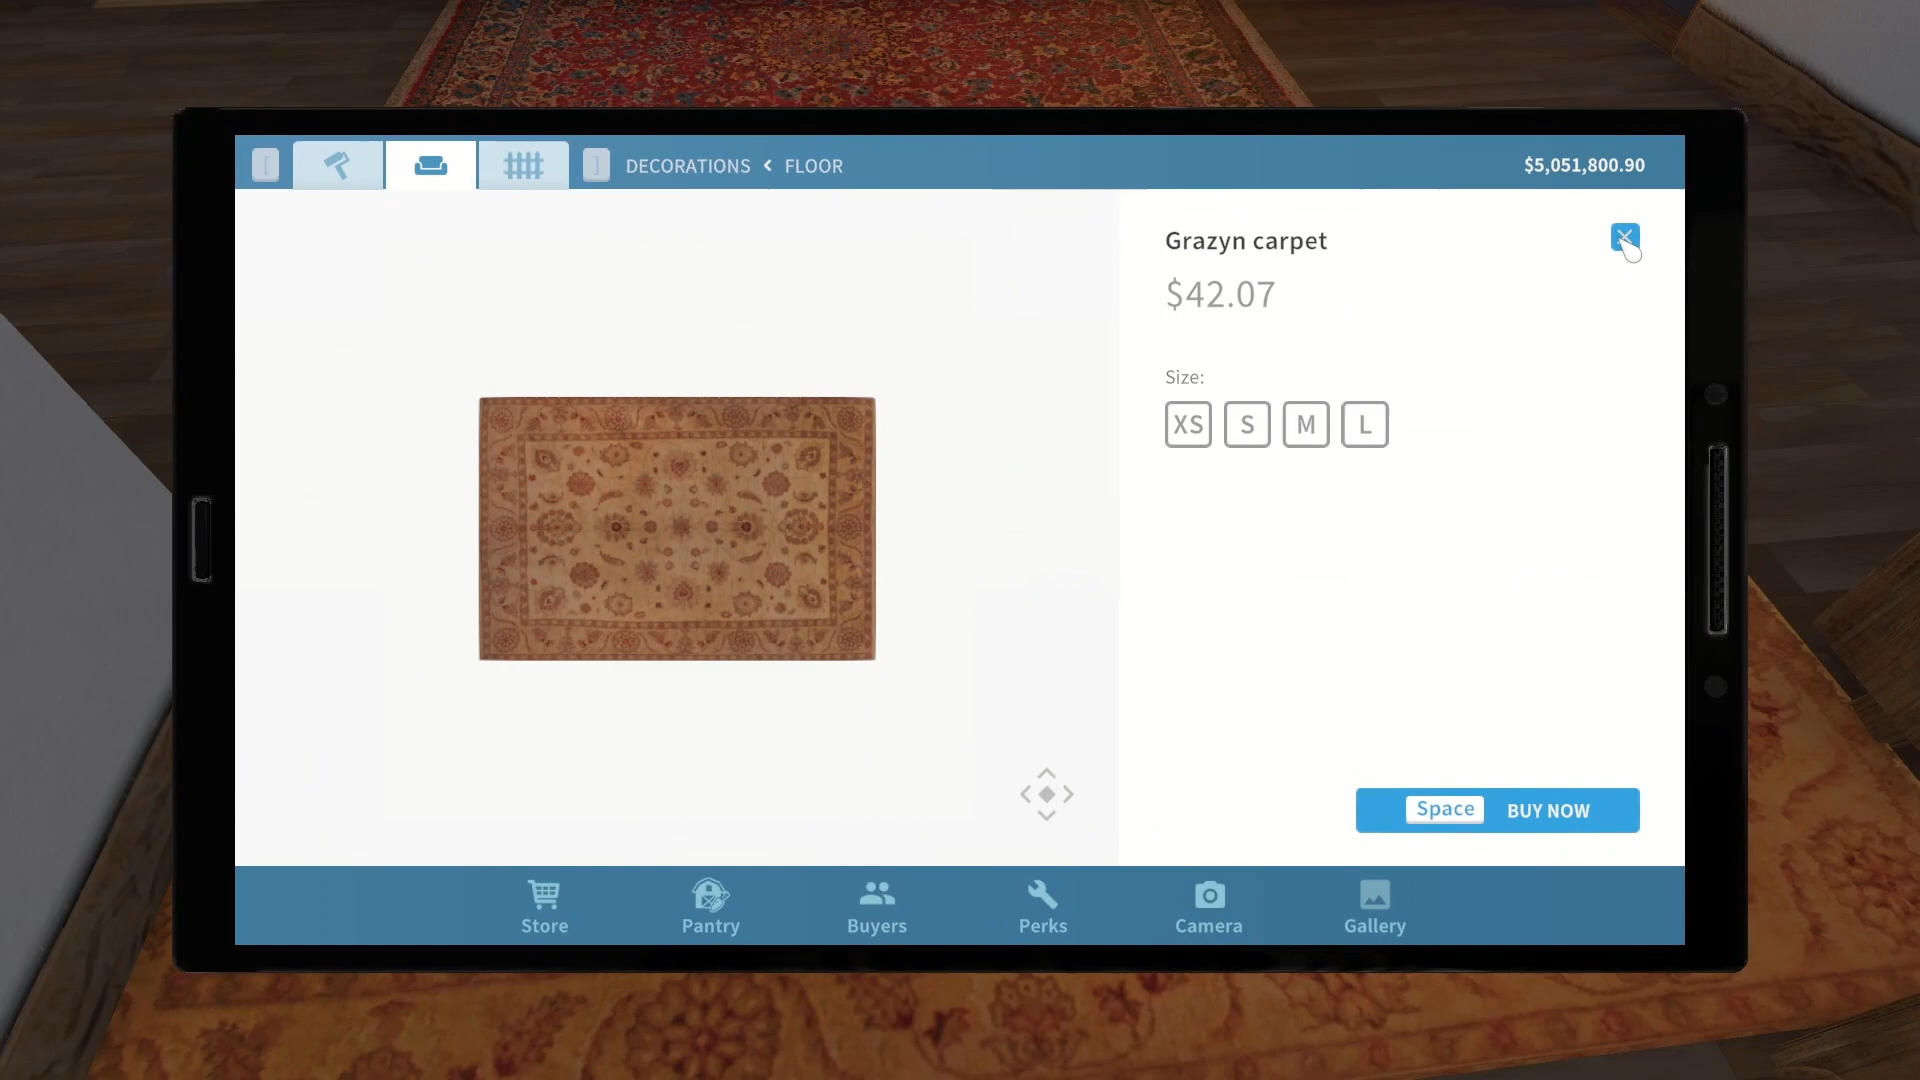 [
]
DECORATIONS < FLOOR
$5,051,800.90
Grazyn carpet
$42.07
Size:
XS S M L
Space BUY NOW
Store Pantry Buyers Perks Camera Gallery